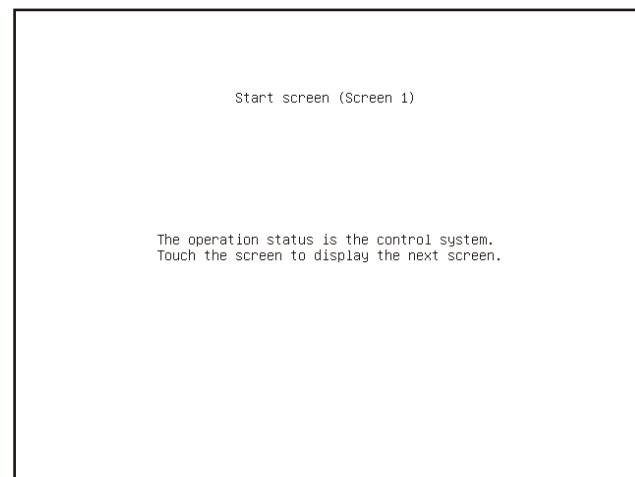 Start screen (Screen 1)
The operation status is the control system.
Touch the screen to display the next screen.